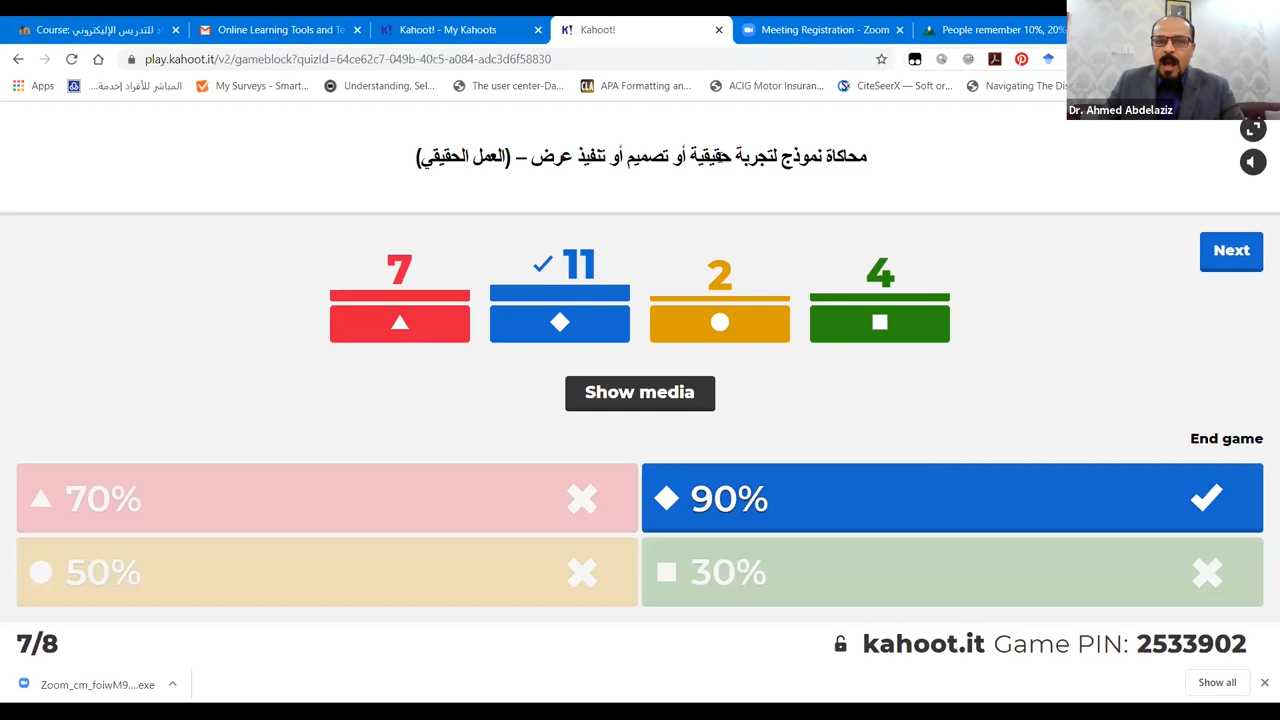 Course: د للتدريس الإليكتروني
Online Learning Tools and Te
Kahoot! - My Kahoots
Kahoot!
Meeting Registration - Zoom
People remember 10%, 20%
play.kahoot.it/v2/gameblock?quizId=64ce62c7-049b-40c5-a084-adc3d6f58830
Apps
المباشر للأفراد |خدمة...
My Surveys - Smart...
Understanding, Sel...
The user center-Da...
APA Formatting an...
ACIG Motor Insuran...
CiteSeerX — Soft or...
Navigating The Dis
Dr. Ahmed Abdelaziz
محاكاة نموذج لتجربة حقيقية أو تصميم أو تنفيذ عرض – (العمل الحقيقي)
Next
7
11
2
4
Show media
End game
70%
90%
50%
30%
7/8
kahoot.it Game PIN: 2533902
Zoom_cm_foiwM9....exe
Show all